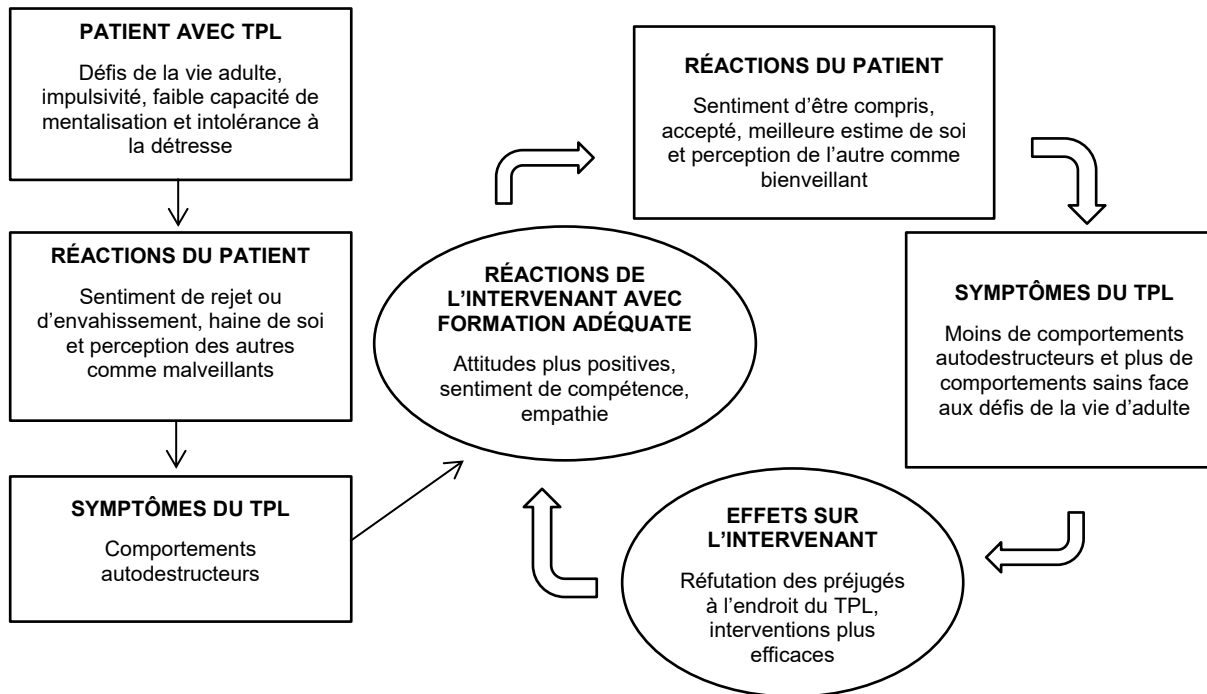 PATIENT AVEC TPL
Défis de la vie adulte,
impulsivité, faible capacité de
mentalisation et intolérance à
la détresse
RÉACTIONS DU PATIENT
Sentiment de rejet ou
d’envahissement, haine de soi
et perception des autres
comme malveillants
SYMPTÔMES DU TPL
Comportements
autodestructeurs
RÉACTIONS DE
L’INTERVENANT AVEC
FORMATION ADÉQUATE
Attitudes plus positives,
sentiment de compétence,
empathie
RÉACTIONS DU PATIENT
Sentiment d’être compris,
accepté, meilleure estime de soi
et perception de l’autre comme
bienveillant
SYMPTÔMES DU TPL
Moins de comportements
autodestructeurs et plus de
comportements sains face
aux défis de la vie d’adulte
EFFETS SUR
L’INTERVENANT
Réfutation des préjugés
à l’endroit du TPL,
interventions plus
efficaces